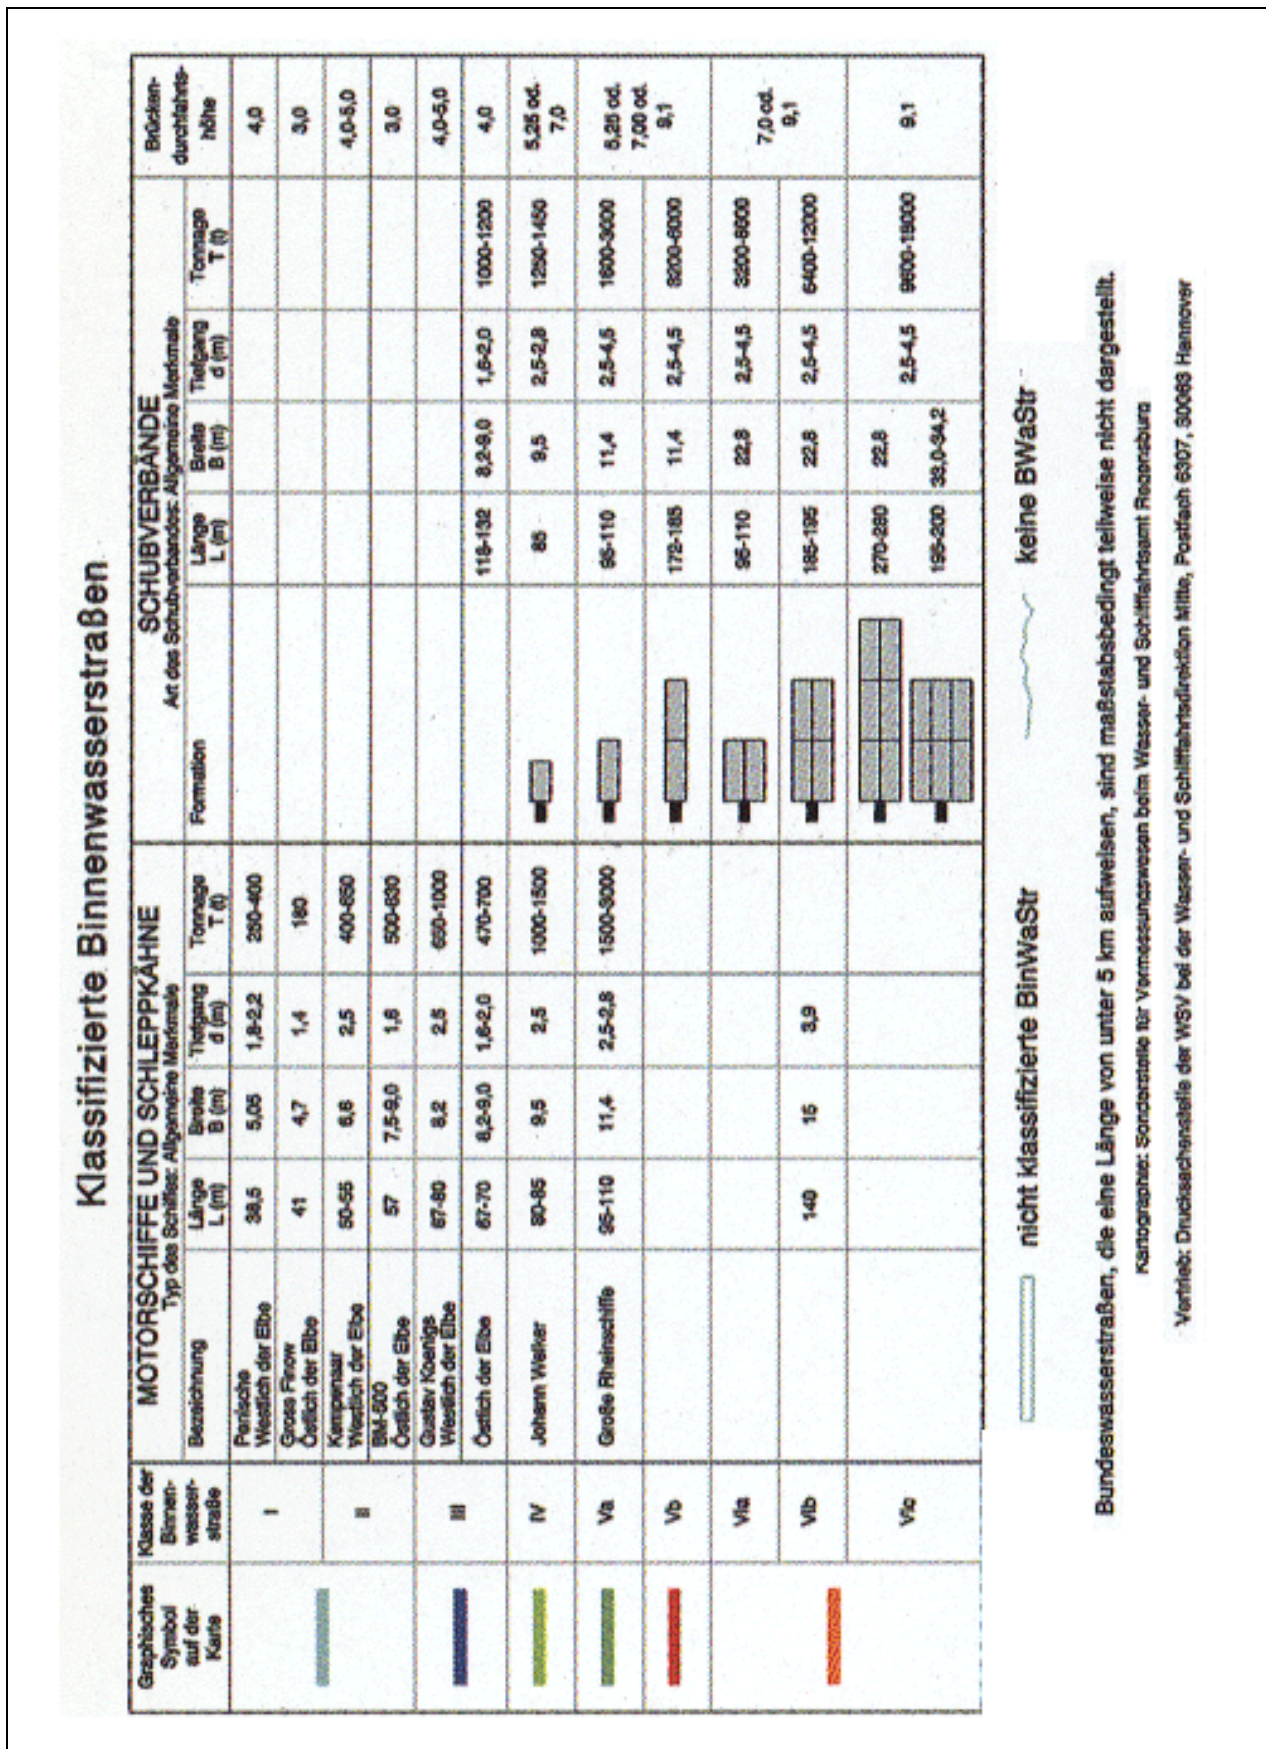 Klassifizierte Binnenwasserstraßen
Graphisches Symbol auf der Karte
Klasse der Binnen-wasser-straße
MOTORSCHIFFE UND SCHLEPPKÄHNE
Typ des Schiffes: Allgemeine Merkmale
SCHUBVERBÄNDE
Art des Schubverbandes: Allgemeine Merkmale
Brücken-durchfahrts-höhe
Bezeichnung Länge L (m) Breite B (m) Tiefgang d (m) Tonnage T (t) Formation Länge L (m) Breite B (m) Tiefgang d (m) Tonnage T (t)
I Penische Westlich der Elbe 38,5 5,05 1,8-2,2 250-400 4,0
Gross Finow Östlich der Elbe 41 4,7 1,4 180 3,0
II Kempenaar Westlich der Elbe 50-55 6,6 2,5 400-650 4,0-5,0
BM-500 Östlich der Elbe 57 7,5-9,0 1,6 500-630 3,0
III Gustav Koenigs Westlich der Elbe 67-80 8,2 2,5 650-1000 4,0-5,0
Östlich der Elbe 67-70 8,2-9,0 1,6-2,0 470-700 118-132 8,2-9,0 1,6-2,0 1000-1200 4,0
IV Johann Welker 80-85 9,5 2,5 1000-1500 85 9,5 2,5-2,8 1250-1450 5,25 od. 7,0
Va Große Rheinschiffe 95-110 11,4 2,5-2,8 1500-3000 95-110 11,4 2,5-4,5 1600-3000 5,25 od. 7,00 od. 9,1
Vb 172-185 11,4 2,5-4,5 3200-6000
VIa 95-110 22,8 2,5-4,5 3200-6000 7,0 od. 9,1
VIb 140 15 3,9 185-195 22,8 2,5-4,5 6400-12000
VIc 270-280 22,8 2,5-4,5 9600-18000 9,1
195-200 33,0-34,2
nicht klassifizierte BinWaStr keine BWaStr
Bundeswasserstraßen, die eine Länge von unter 5 km aufweisen, sind maßstabsbedingt teilweise nicht dargestellt.
Kartographie: Sonderstelle für Vermessungswesen beim Wasser- und Schiffahrtsamt Regensburg
Vertrieb: Drucksachenstelle der WSV bei der Wasser- und Schiffahrtsdirektion Mitte, Postfach 6307, 30063 Hannover